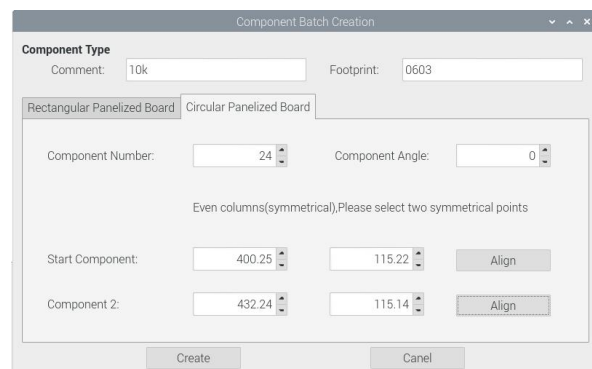 Component Batch Creation
Component Type
Comment: 10k Footprint: 0603
Rectangular Panelized Board Circular Panelized Board
Component Number: 24 Component Angle: 0
Even columns(symmetrical),Please select two symmetrical points
Start Component: 400.25 115.22 Align
Component 2: 432.24 115.14 Align
Create Canel